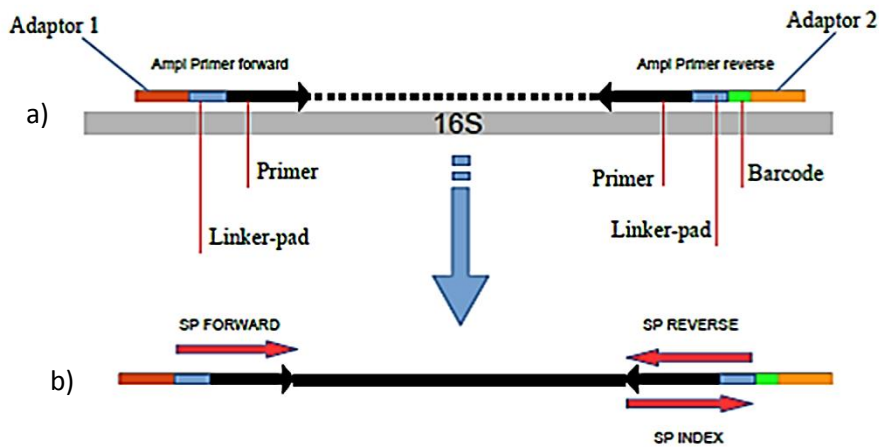 Adaptor 1
Adaptor 2
Ampl Primer forward
Ampl Primer reverse
a)
16S
Primer
Primer
Barcode
Linker-pad
Linker-pad
SP FORWARD
SP REVERSE
b)
SP INDEX